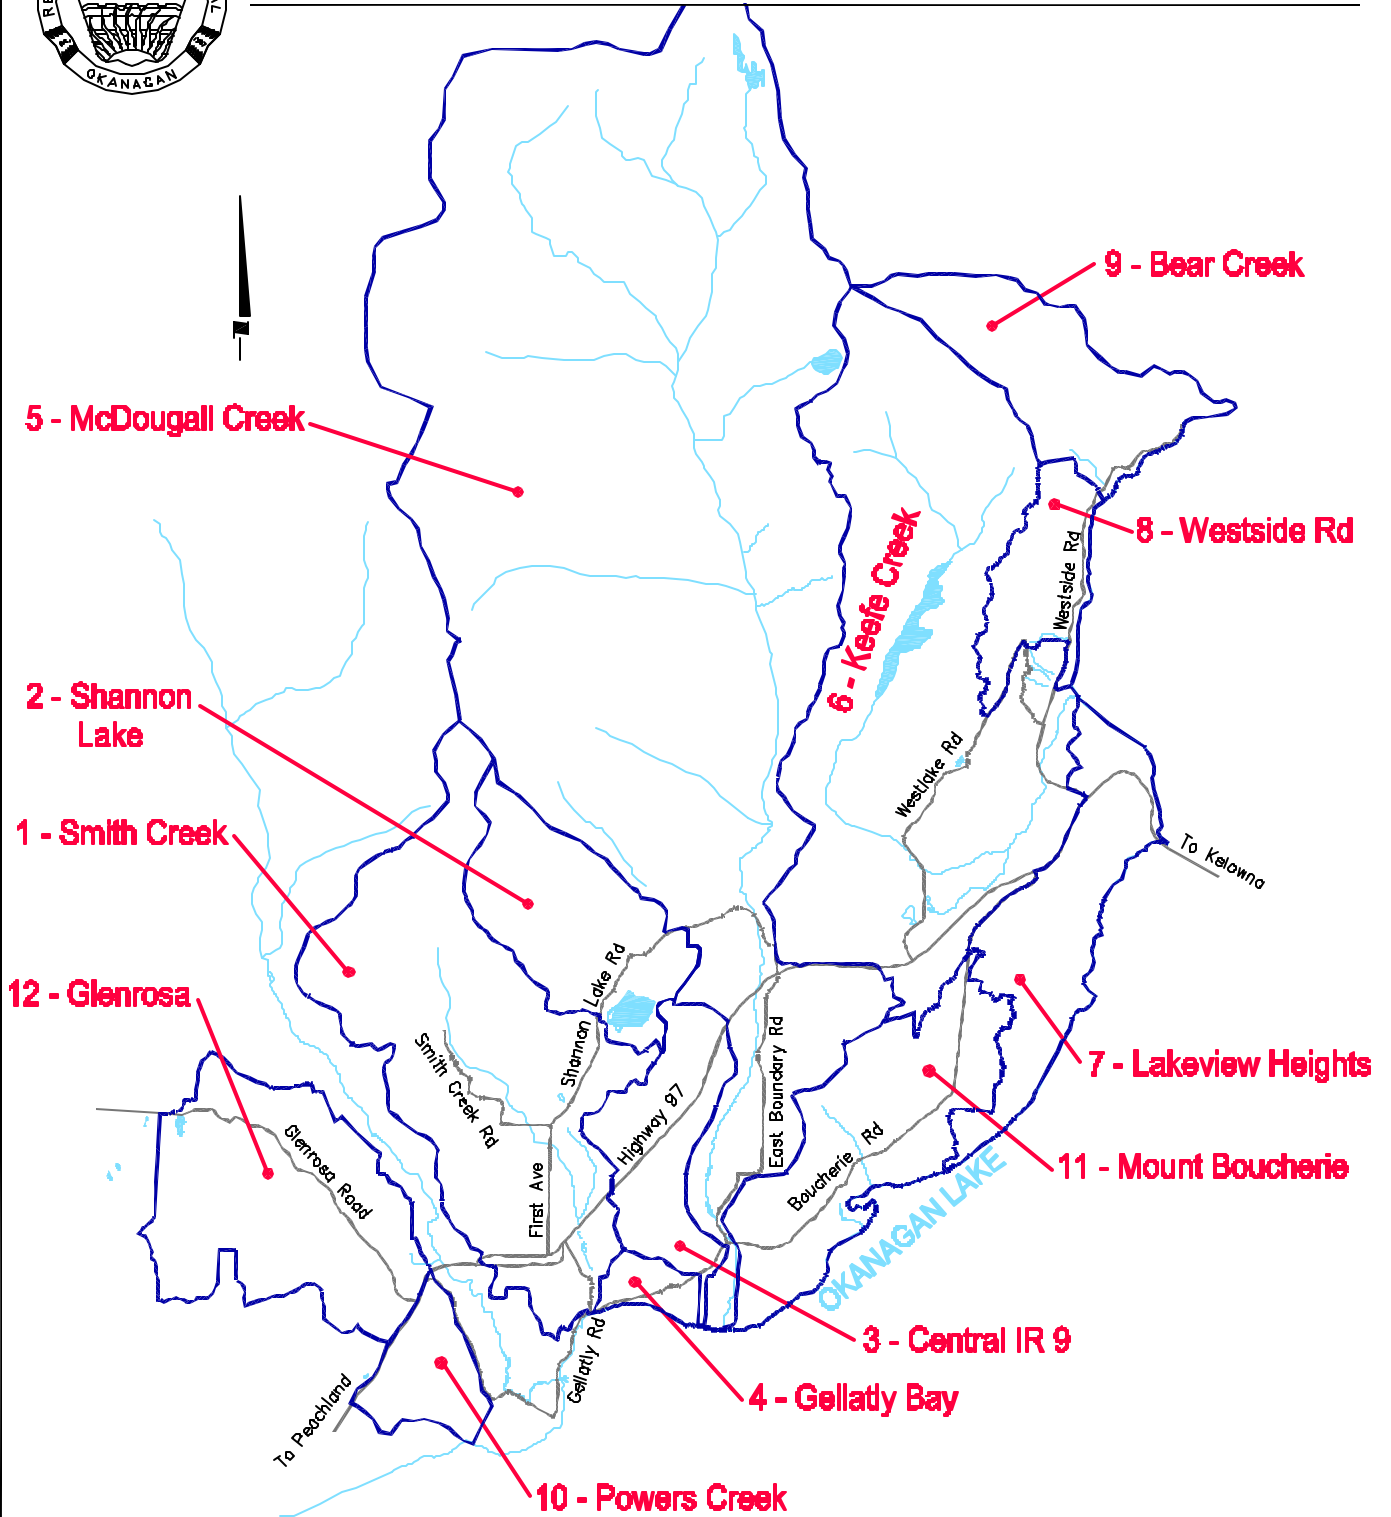 OKANAGAN
N
9 - Bear Creek
5 - McDougall Creek
8 - Westside Rd
Westside Rd
6 - Keefe Creek
2 - Shannon
Lake
Westlake Rd
1 - Smith Creek
To Kelowna
12 - Glenrosa
Shannon Lake Rd
Smith Creek Rd
East Boundary Rd
7 - Lakeview Heights
Highway 97
Glenrosa Road
Boucherie Rd
11 - Mount Boucherie
First Ave
OKANAGAN LAKE
3 - Central IR 9
Gellatly Rd
4 - Gellatly Bay
To Peachland
10 - Powers Creek